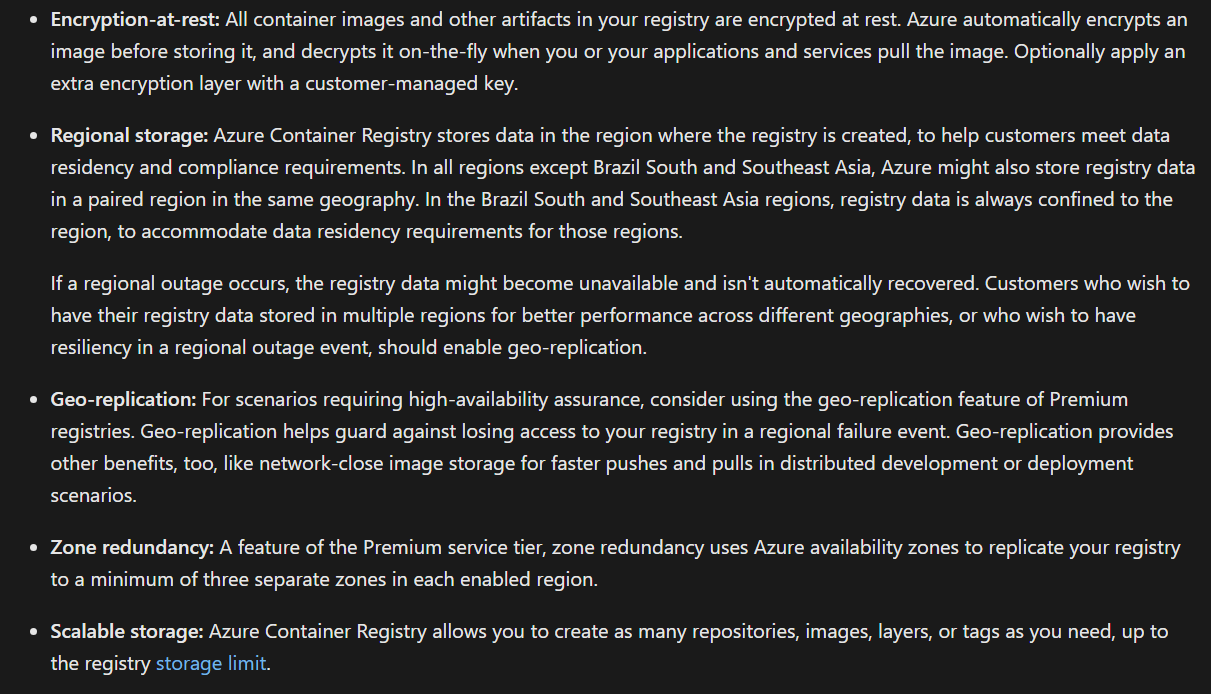 • Encryption-at-rest: All container images and other artifacts in your registry are encrypted at rest. Azure automatically encrypts an
image before storing it, and decrypts it on-the-fly when you or your applications and services pull the image. Optionally apply an
extra encryption layer with a customer-managed key.
• Regional storage: Azure Container Registry stores data in the region where the registry is created, to help customers meet data
residency and compliance requirements. In all regions except Brazil South and Southeast Asia, Azure might also store registry data
in a paired region in the same geography. In the Brazil South and Southeast Asia regions, registry data is always confined to the
region, to accommodate data residency requirements for those regions.
If a regional outage occurs, the registry data might become unavailable and isn't automatically recovered. Customers who wish to
have their registry data stored in multiple regions for better performance across different geographies, or who wish to have
resiliency in a regional outage event, should enable geo-replication.
• Geo-replication: For scenarios requiring high-availability assurance, consider using the geo-replication feature of Premium
registries. Geo-replication helps guard against losing access to your registry in a regional failure event. Geo-replication provides
other benefits, too, like network-close image storage for faster pushes and pulls in distributed development or deployment
scenarios.
• Zone redundancy: A feature of the Premium service tier, zone redundancy uses Azure availability zones to replicate your registry
to a minimum of three separate zones in each enabled region.
• Scalable storage: Azure Container Registry allows you to create as many repositories, images, layers, or tags as you need, up to
the registry storage limit.